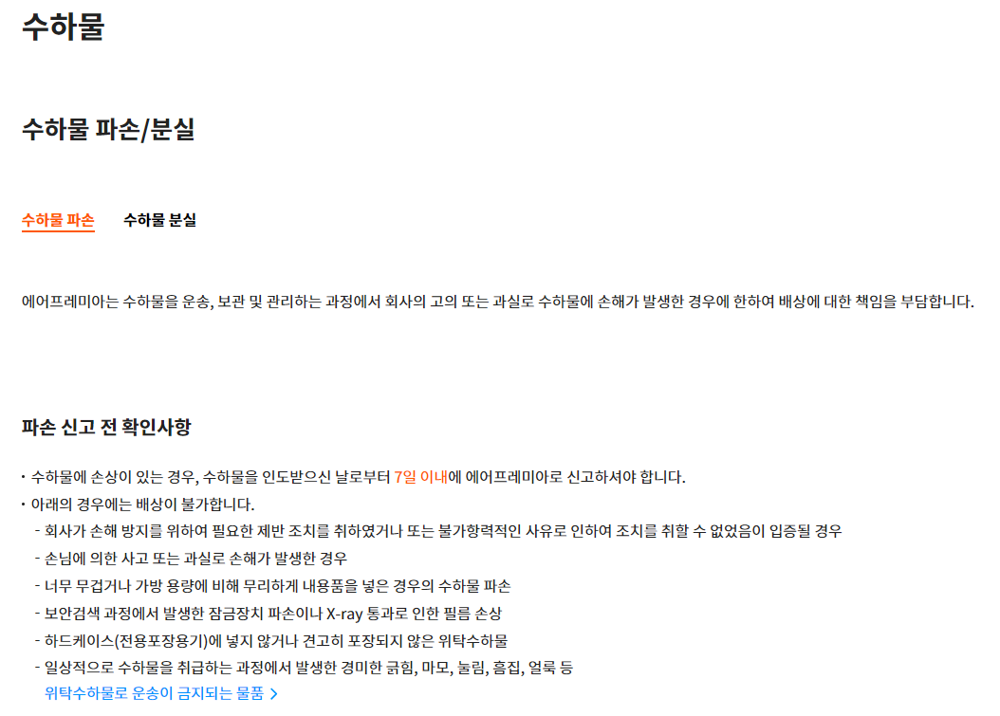 수하물
수하물 파손/분실
수하물 파손 수하물 분실
에어프레미아는 수하물을 운송, 보관 및 관리하는 과정에서 회사의 고의 또는 과실로 수하물에 손해가 발생한 경우에 한하여 배상에 대한 책임을 부담합니다.
파손 신고 전 확인사항
· 수하물에 손상이 있는 경우, 수하물을 인도받으신 날로부터 7일 이내에 에어프레미아로 신고하셔야 합니다.
· 아래의 경우에는 배상이 불가합니다.
- 회사가 손해 방지를 위하여 필요한 제반 조치를 취하였거나 또는 불가항력적인 사유로 인하여 조치를 취할 수 없었음이 입증될 경우
- 손님에 의한 사고 또는 과실로 손해가 발생한 경우
- 너무 무겁거나 가방 용량에 비해 무리하게 내용품을 넣은 경우의 수하물 파손
- 보안검색 과정에서 발생한 잠금장치 파손이나 X-ray 통과로 인한 필름 손상
- 하드케이스(전용포장용기)에 넣지 않거나 견고히 포장되지 않은 위탁수하물
- 일상적으로 수하물을 취급하는 과정에서 발생한 경미한 긁힘, 마모, 눌림, 흠집, 얼룩 등
위탁수하물로 운송이 금지되는 물품 >